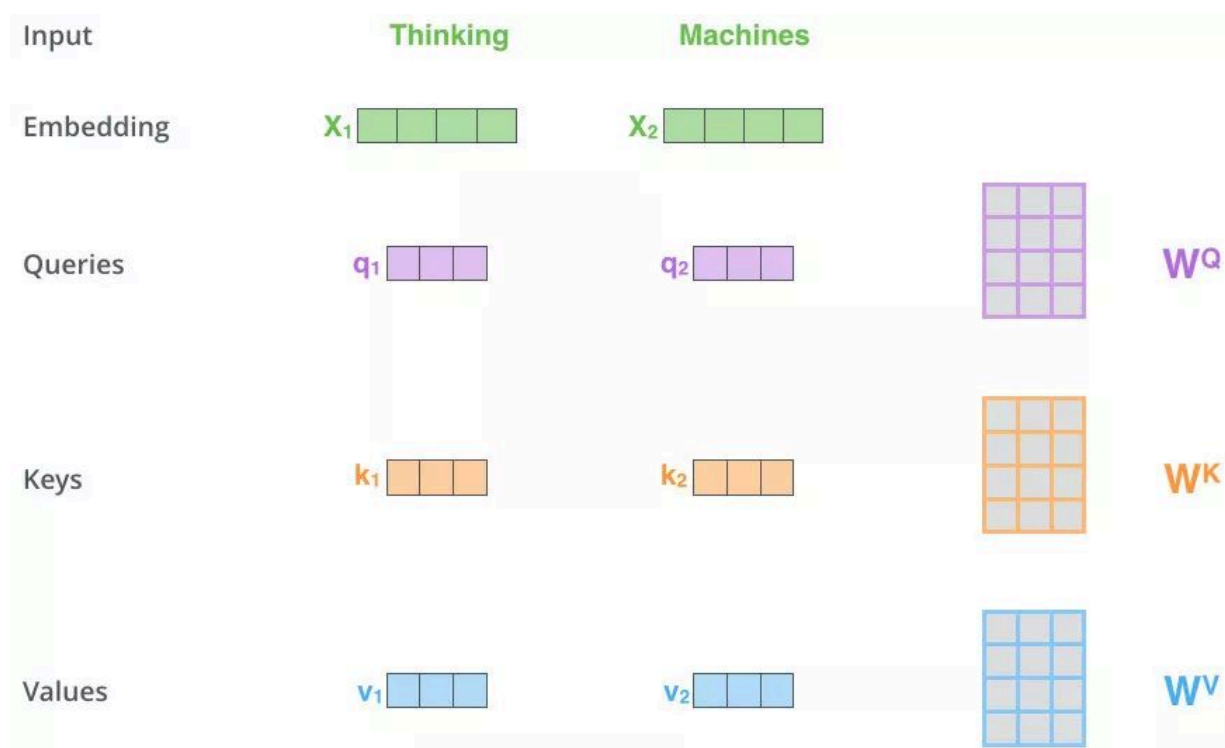 Input Thinking Machines
Embedding X1 X2
Queries q1 q2 WQ
Keys k1 k2 WK
Values v1 v2 WV